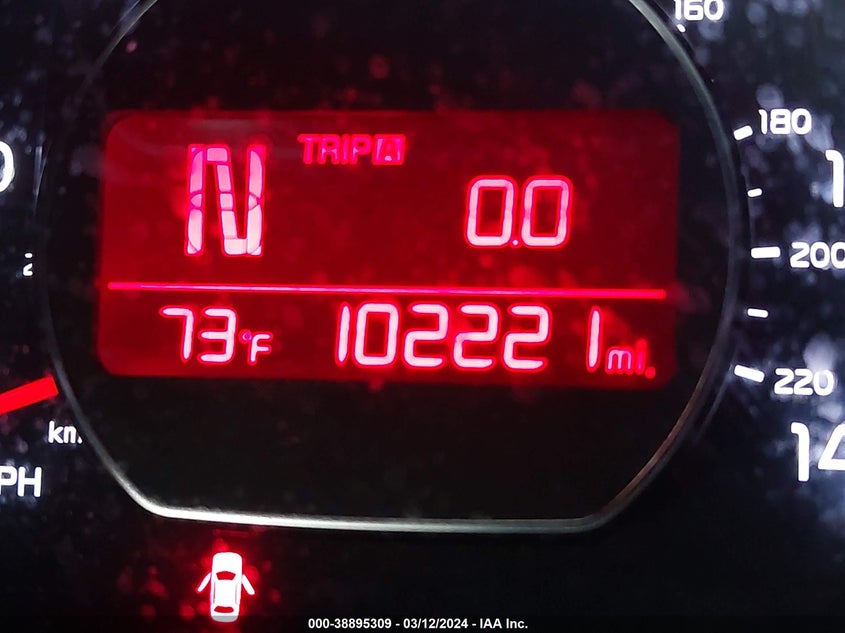 160
180
TRIP A
N
0.0
200
73°F
102221 mi.
220
km
PH
14
000-38895309 - 03/12/2024 - IAA Inc.